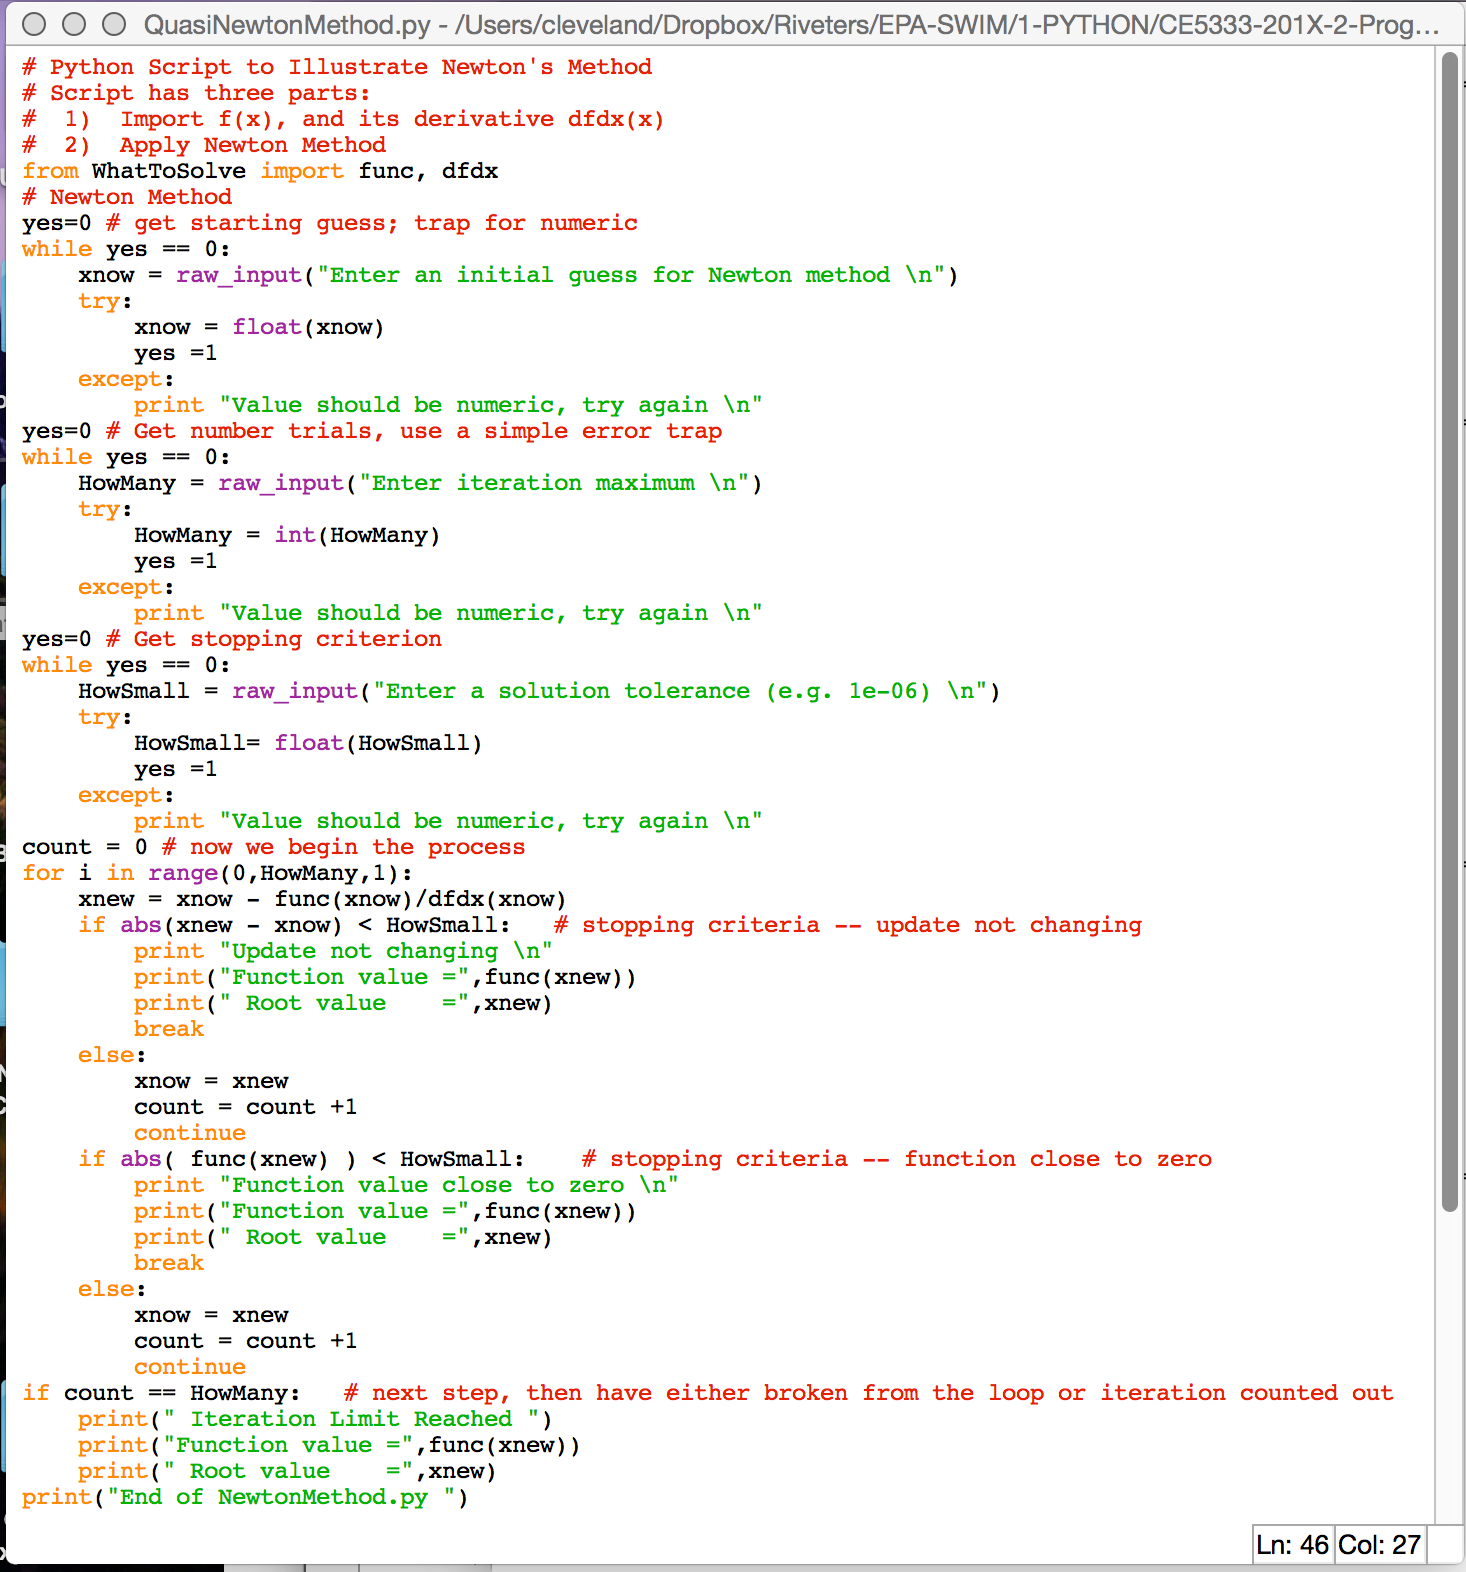 QuasiNewtonMethod.py - /Users/cleveland/Dropbox/Riveters/EPA-SWIM/1-PYTHON/CE5333-201X-2-Prog...
# Python Script to Illustrate Newton's Method
# Script has three parts:
#  1)  Import f(x), and its derivative dfdx(x)
#  2)  Apply Newton Method
from WhatToSolve import func, dfdx
# Newton Method
yes=0 # get starting guess; trap for numeric
while yes == 0:
    xnow = raw_input("Enter an initial guess for Newton method \n")
    try:
        xnow = float(xnow)
        yes =1
    except:
        print "Value should be numeric, try again \n"
yes=0 # Get number trials, use a simple error trap
while yes == 0:
    HowMany = raw_input("Enter iteration maximum \n")
    try:
        HowMany = int(HowMany)
        yes =1
    except:
        print "Value should be numeric, try again \n"
yes=0 # Get stopping criterion
while yes == 0:
    HowSmall = raw_input("Enter a solution tolerance (e.g. 1e-06) \n")
    try:
        HowSmall= float(HowSmall)
        yes =1
    except:
        print "Value should be numeric, try again \n"
count = 0 # now we begin the process
for i in range(0,HowMany,1):
    xnew = xnow - func(xnow)/dfdx(xnow)
    if abs(xnew - xnow) < HowSmall:   # stopping criteria -- update not changing
        print "Update not changing \n"
        print("Function value =",func(xnew))
        print(" Root value    =",xnew)
        break
    else:
        xnow = xnew
        count = count +1
        continue
    if abs( func(xnew) ) < HowSmall:    # stopping criteria -- function close to zero
        print "Function value close to zero \n"
        print("Function value =",func(xnew))
        print(" Root value    =",xnew)
        break
    else:
        xnow = xnew
        count = count +1
        continue
if count == HowMany:   # next step, then have either broken from the loop or iteration counted out
    print(" Iteration Limit Reached ")
    print("Function value =",func(xnew))
    print(" Root value    =",xnew)
print("End of NewtonMethod.py ")
Ln: 46 Col: 27